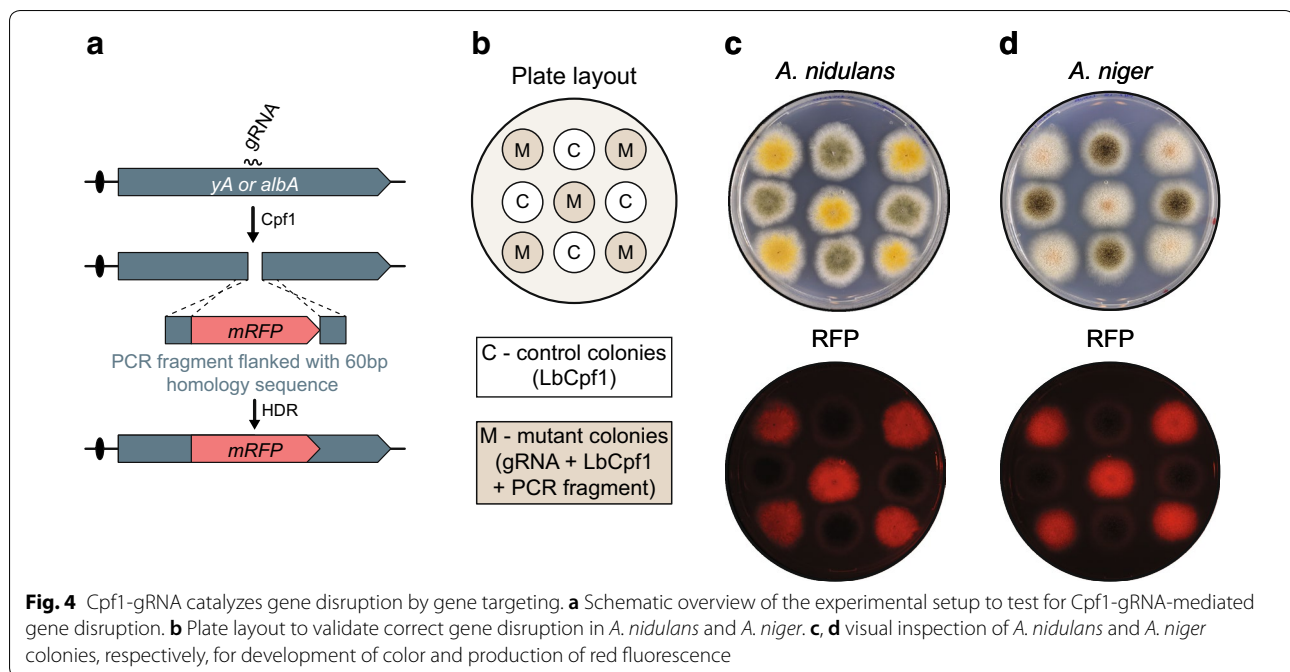 a
gRNA
yA or albA
Cpf1
mRFP
PCR fragment flanked with 60bp
homology sequence
HDR
mRFP
b
Plate layout
M C M
C M C
M C M
C - control colonies
(LbCpf1)
M - mutant colonies
(gRNA + LbCpf1
+ PCR fragment)
c
A. nidulans
RFP
d
A. niger
RFP
Fig. 4 Cpf1-gRNA catalyzes gene disruption by gene targeting. a Schematic overview of the experimental setup to test for Cpf1-gRNA-mediated
gene disruption. b Plate layout to validate correct gene disruption in A. nidulans and A. niger. c, d visual inspection of A. nidulans and A. niger
colonies, respectively, for development of color and production of red fluorescence